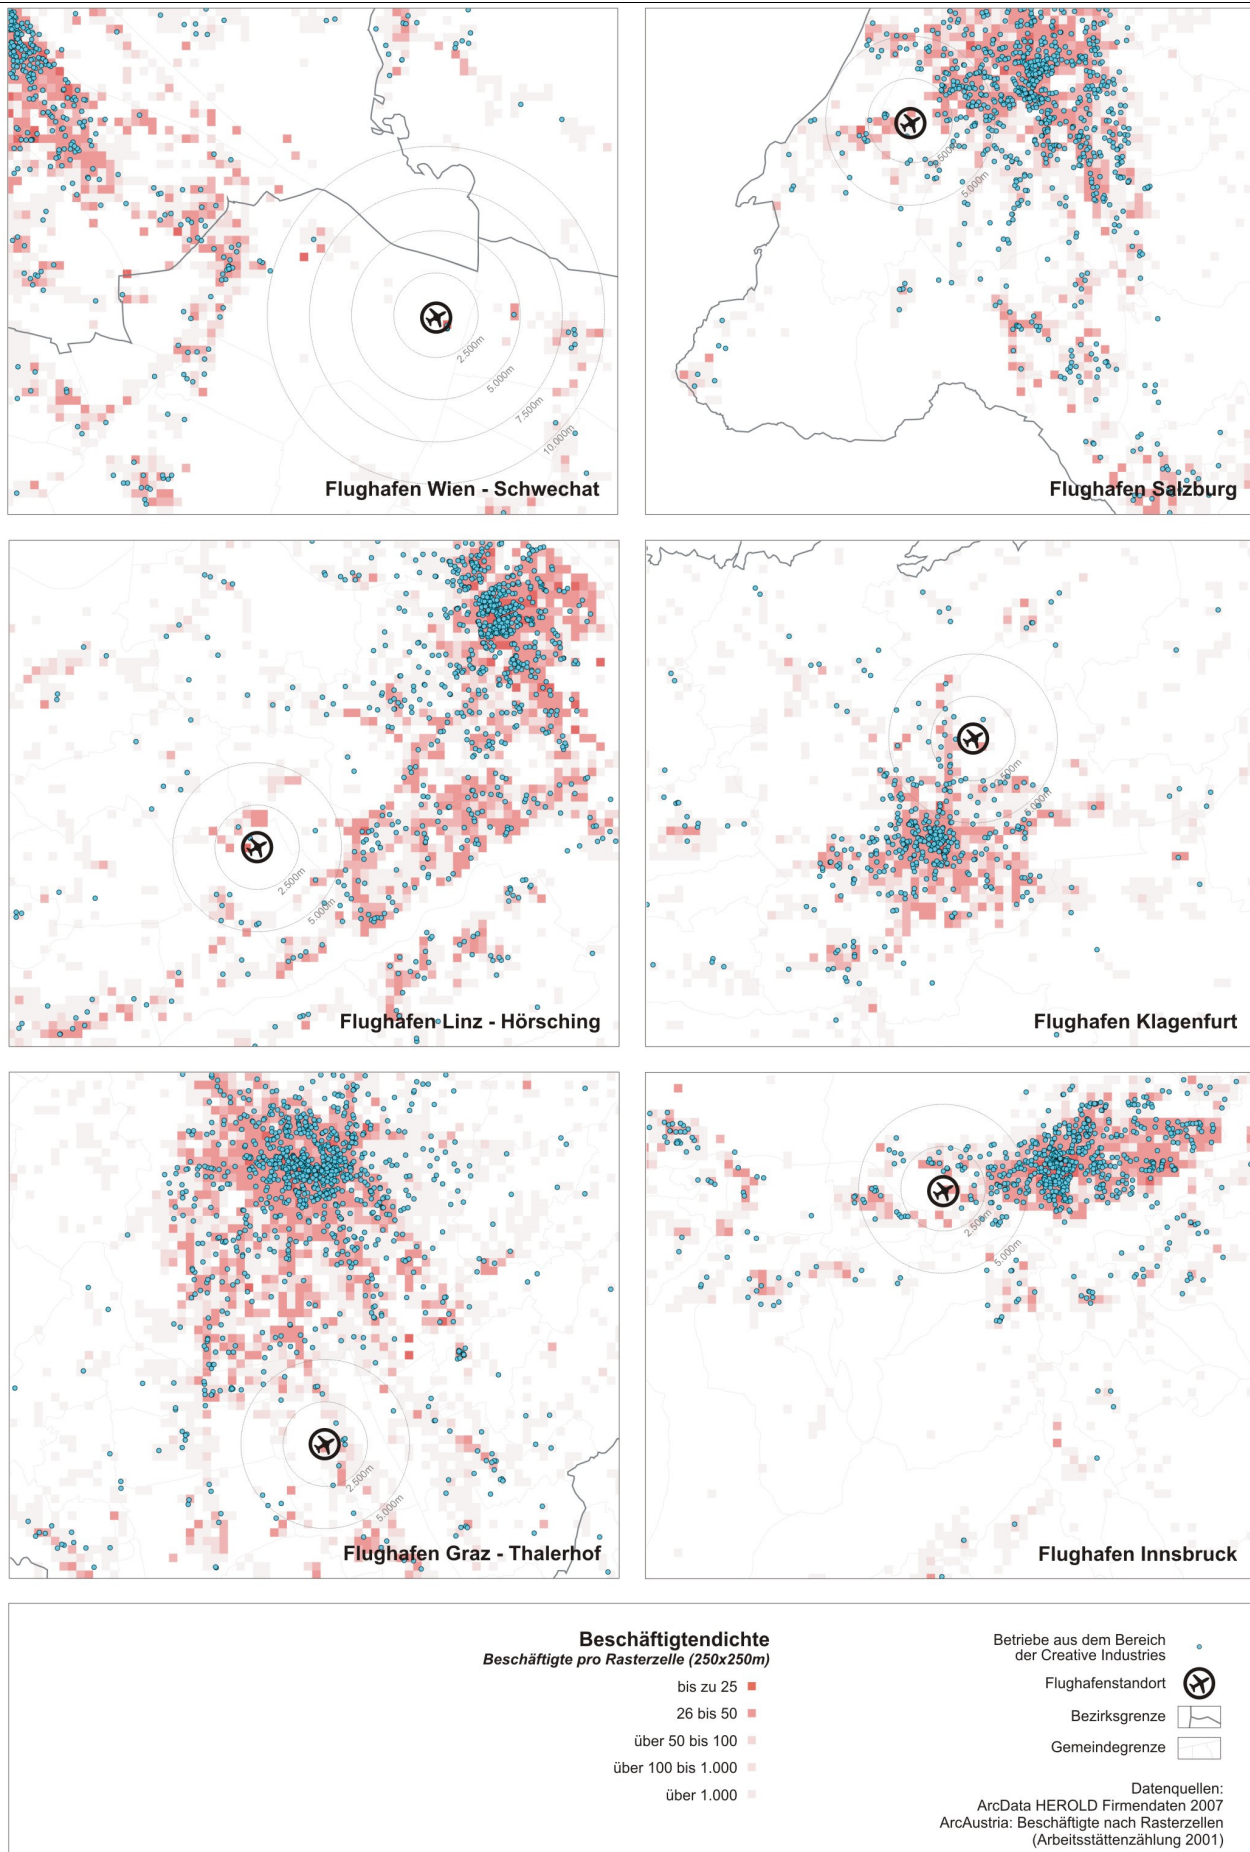 2.500m
5.000m
7.500m
10.000m
Flughafen Wien - Schwechat
5.000m
Flughafen Salzburg
2.500m
5.000m
Flughafen Linz - Hörsching
Flughafen Klagenfurt
2.500m
5.000m
Flughafen Graz - Thalerhof
2.500m
5.000m
Flughafen Innsbruck
Beschäftigtendichte
Beschäftigte pro Rasterzelle (250x250m)
bis zu 25
26 bis 50
über 50 bis 100
über 100 bis 1.000
über 1.000
Betriebe aus dem Bereich
der Creative Industries
Flughafenstandort
Bezirksgrenze
Gemeindegrenze
Datenquellen:
ArcData HEROLD Firmendaten 2007
ArcAustria: Beschäftigte nach Rasterzellen
(Arbeitsstättenzählung 2001)